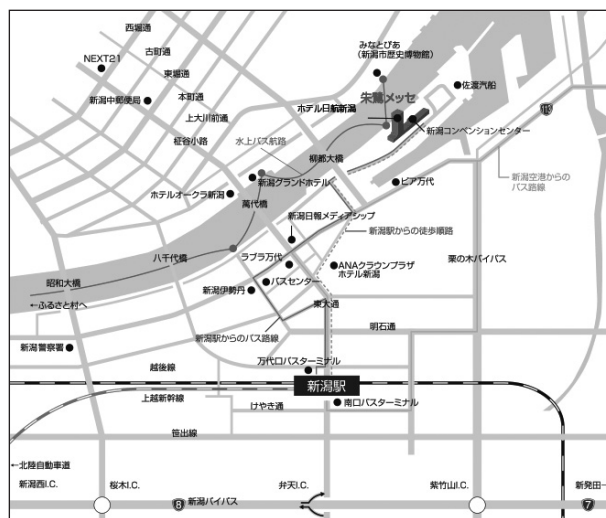 西堀通
古町通
NEXT21
東堀通
新潟中郵便局
本町通
上大川前通
柾谷小路
水上バス航路
みなとぴあ
（新潟市歴史博物館）
朱鷺メッセ
ホテル日航新潟
佐渡汽船
新潟コンベンションセンター
113
柳都大橋
新潟空港からの
バス路線
ピア万代
新潟グランドホテル
ホテルオークラ新潟
萬代橋
新潟日報メディアシップ
新潟駅からの徒歩順路
八千代橋
ラブラ万代
ANAクラウンプラザ
ホテル新潟
栗の木バイパス
昭和大橋
バスセンター
新潟伊勢丹
←ふるさと村へ
東大通
新潟駅からのバス路線
明石通
新潟警察署
越後線
万代口バスターミナル
新潟駅
上越新幹線
けやき通
南口バスターミナル
笹出線
←北陸自動車道
新潟西I.C.
桜木I.C.
8
新潟バイパス
弁天I.C.
紫竹山I.C.
新発田→
7